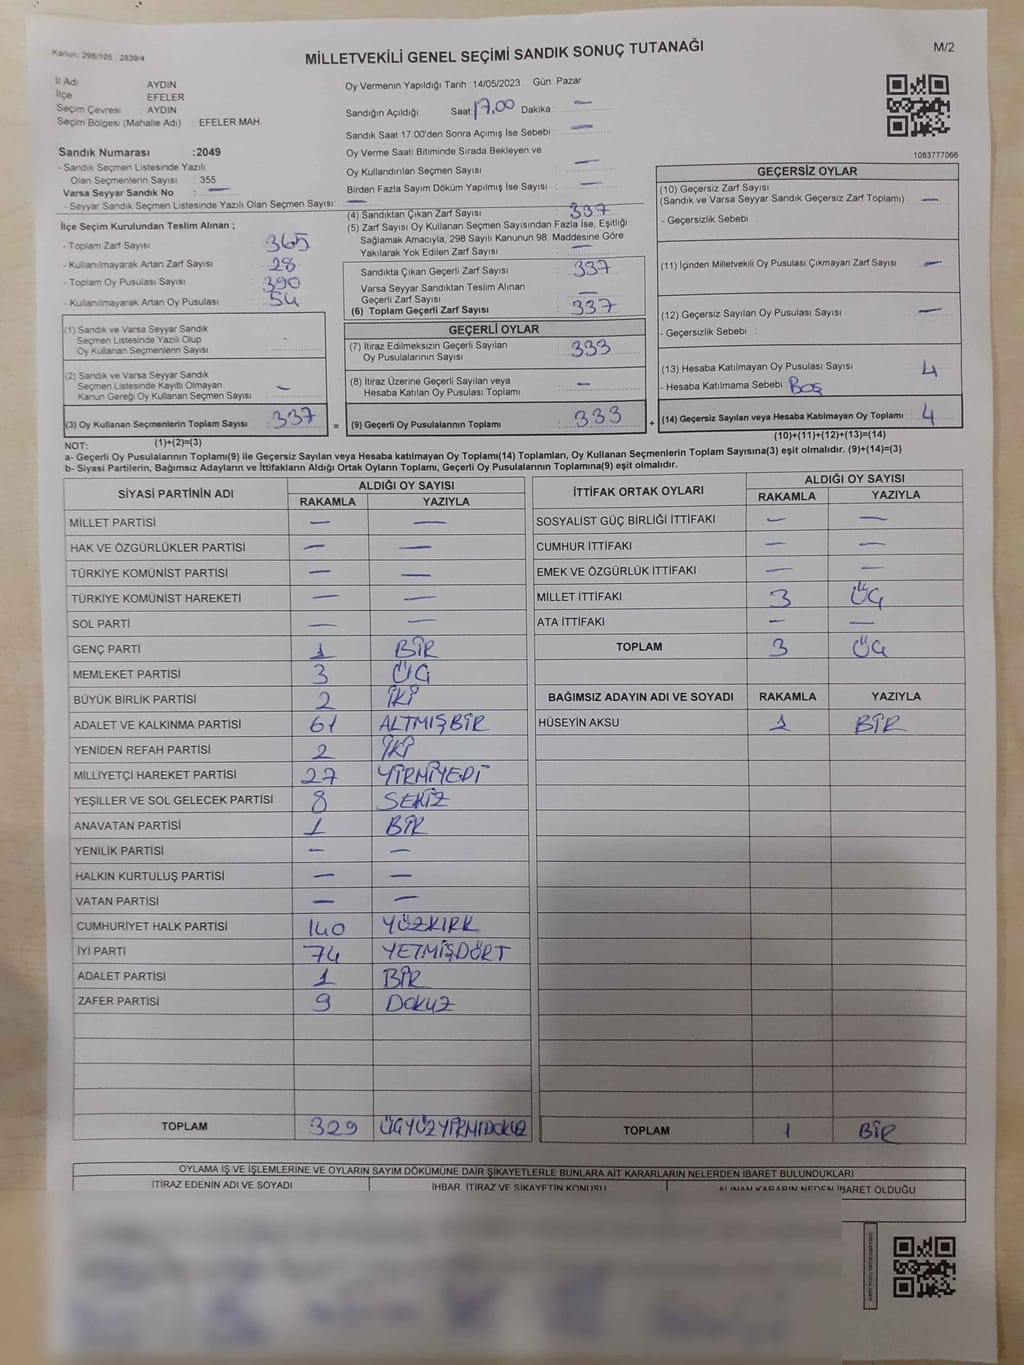 Kanun: 298/105 , 2839/4
MİLLETVEKİLİ GENEL SEÇİMİ SANDIK SONUÇ TUTANAĞI
M/2
İl Adı AYDIN
İlçe EFELER
Seçim Çevresi AYDIN
Seçim Bölgesi (Mahalle Adı) : EFELER MAH.
Sandık Numarası :2049
- Sandık Seçmen Listesinde Yazılı
Olan Seçmenlerin Sayısı 355
Varsa Seyyar Sandık No : —
- Seyyar Sandık Seçmen Listesinde Yazılı Olan Seçmen Sayısı: —
Oy Vermenin Yapıldığı Tarih : 14/05/2023 Gün: Pazar
Sandığın Açıldığı Saat: 17.00 Dakika : —
Sandık Saat 17:00'den Sonra Açımış İse Sebebi : —
Oy Verme Saati Bitiminde Sırada Bekleyen ve
Oy Kullandırılan Seçmen Sayısı : —
Birden Fazla Sayım Döküm Yapılmış İse Sayısı : —
1083777066
İlçe Seçim Kurulundan Teslim Alınan ;
- Toplam Zarf Sayısı : 365
- Kullanılmayarak Artan Zarf Sayısı : 28
- Toplam Oy Pusulası Sayısı : 390
- Kullanılmayarak Artan Oy Pusulası : 54
(1) Sandık ve Varsa Seyyar Sandık
Seçmen Listesinde Yazılı Olup
Oy Kullanan Seçmenlerin Sayısı
(2) Sandık ve Varsa Seyyar Sandık
Seçmen Listesinde Kayıtlı Olmayan
Kanun Gereği Oy Kullanan Seçmen Sayısı : —
(3) Oy Kullanan Seçmenlerin Toplam Sayısı : 337 =
(4) Sandıktan Çıkan Zarf Sayısı : 337
(5) Zarf Sayısı Oy Kullanan Seçmen Sayısından Fazla İse, Eşitliği
Sağlamak Amacıyla, 298 Sayılı Kanunun 98. Maddesine Göre
Yakılarak Yok Edilen Zarf Sayısı : —
Sandıkta Çıkan Geçerli Zarf Sayısı : 337
Varsa Seyyar Sandıktan Teslim Alınan
Geçerli Zarf Sayısı : —
(6) Toplam Geçerli Zarf Sayısı : 337
GEÇERLİ OYLAR
(7) İtiraz Edilmeksizin Geçerli Sayılan
Oy Pusulalarının Sayısı : 333
(8) İtiraz Üzerine Geçerli Sayılan veya
Hesaba Katılan Oy Pusulası Toplamı : —
(9) Geçerli Oy Pusulalarının Toplamı : 333 +
GEÇERSİZ OYLAR
(10) Geçersiz Zarf Sayısı
(Sandık ve Varsa Seyyar Sandık Geçersiz Zarf Toplamı) : —
- Geçersizlik Sebebi :
(11) İçinden Milletvekili Oy Pusulası Çıkmayan Zarf Sayısı : —
(12) Geçersiz Sayılan Oy Pusulası Sayısı : —
- Geçersizlik Sebebi :
(13) Hesaba Katılmayan Oy Pusulası Sayısı : 4
- Hesaba Katılmama Sebebi : Boş
(14) Geçersiz Sayılan veya Hesaba Katılmayan Oy Toplamı : 4
NOT: (1)+(2)=(3)
(10)+(11)+(12)+(13)=(14)
a- Geçerli Oy Pusulalarının Toplamı(9) ile Geçersiz Sayılan veya Hesaba katılmayan Oy Toplamı(14) Toplamları, Oy Kullanan Seçmenlerin Toplam Sayısına(3) eşit olmalıdır. (9)+(14)=(3)
b- Siyasi Partilerin, Bağımsız Adayların ve İttifakların Aldığı Ortak Oyların Toplamı, Geçerli Oy Pusulalarının Toplamına(9) eşit olmalıdır.
SİYASİ PARTİNİN ADI ALDIĞI OY SAYISI
RAKAMLA YAZIYLA
MİLLET PARTİSİ — —
HAK VE ÖZGÜRLÜKLER PARTİSİ — —
TÜRKİYE KOMÜNİST PARTİSİ — —
TÜRKİYE KOMÜNİST HAREKETİ — —
SOL PARTİ — —
GENÇ PARTİ 1 BİR
MEMLEKET PARTİSİ 3 ÜÇ
BÜYÜK BİRLİK PARTİSİ 2 İKİ
ADALET VE KALKINMA PARTİSİ 61 ALTMIŞBİR
YENİDEN REFAH PARTİSİ 2 İKİ
MİLLİYETÇİ HAREKET PARTİSİ 27 YİRMİYEDİ
YEŞİLLER VE SOL GELECEK PARTİSİ 8 SEKİZ
ANAVATAN PARTİSİ 1 BİR
YENİLİK PARTİSİ — —
HALKIN KURTULUŞ PARTİSİ — —
VATAN PARTİSİ — —
CUMHURİYET HALK PARTİSİ 140 YÜZKIRK
İYİ PARTİ 74 YETMİŞDÖRT
ADALET PARTİSİ 1 BİR
ZAFER PARTİSİ 9 DOKUZ
TOPLAM 329 ÜÇYÜZYİRMİDOKUZ
İTTİFAK ORTAK OYLARI ALDIĞI OY SAYISI
RAKAMLA YAZIYLA
SOSYALİST GÜÇ BİRLİĞİ İTTİFAKI — —
CUMHUR İTTİFAKI — —
EMEK VE ÖZGÜRLÜK İTTİFAKI — —
MİLLET İTTİFAKI 3 ÜÇ
ATA İTTİFAKI — —
TOPLAM 3 ÜÇ
BAĞIMSIZ ADAYIN ADI VE SOYADI RAKAMLA YAZIYLA
HÜSEYİN AKSU 1 BİR
TOPLAM 1 BİR
OYLAMA İŞ VE İŞLEMLERİNE VE OYLARIN SAYIM DÖKÜMÜNE DAİR ŞİKAYETLERLE BUNLARA AİT KARARLARIN NELERDEN İBARET BULUNDUKLARI
İTİRAZ EDENİN ADI VE SOYADI İHBAR, İTİRAZ VE ŞİKAYETİN KONUSU ALINAN KARARIN NEDEN İBARET OLDUĞU